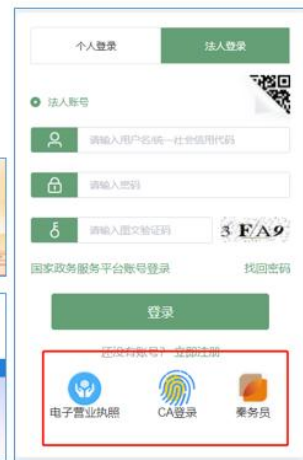 个人登录
法人登录
法人账号
请输入用户名/统一社会信用代码
请输入密码
请输入图文验证码
3 EA9
国家政务服务平台账号登录
找回密码
登录
还没有账号? 立即注册
电子营业执照
CA登录
秦务员